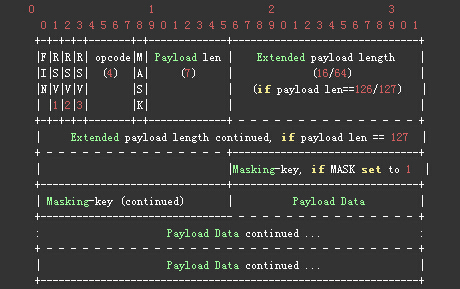 0                   1                   2                   3
 0 1 2 3 4 5 6 7 8 9 0 1 2 3 4 5 6 7 8 9 0 1 2 3 4 5 6 7 8 9 0 1
+-+-+-+-+-------+-+-------------+-------------------------------+
|F|R|R|R| opcode|M| Payload len |    Extended payload length    |
|I|S|S|S|  (4)  |A|     (7)     |             (16/64)           |
|N|V|V|V|       |S|             |   (if payload len==126/127)   |
| |1|2|3|       |K|             |                               |
+-+-+-+-+-------+-+-------------+ - - - - - - - - - - - - - - - +
|     Extended payload length continued, if payload len == 127  |
+ - - - - - - - - - - - - - - - +-------------------------------+
|                               |Masking-key, if MASK set to 1  |
+-------------------------------+-------------------------------+
| Masking-key (continued)       |          Payload Data         |
+-------------------------------- - - - - - - - - - - - - - - - +
:                     Payload Data continued ...                :
+ - - - - - - - - - - - - - - - - - - - - - - - - - - - - - - - +
|                     Payload Data continued ...                |
+---------------------------------------------------------------+